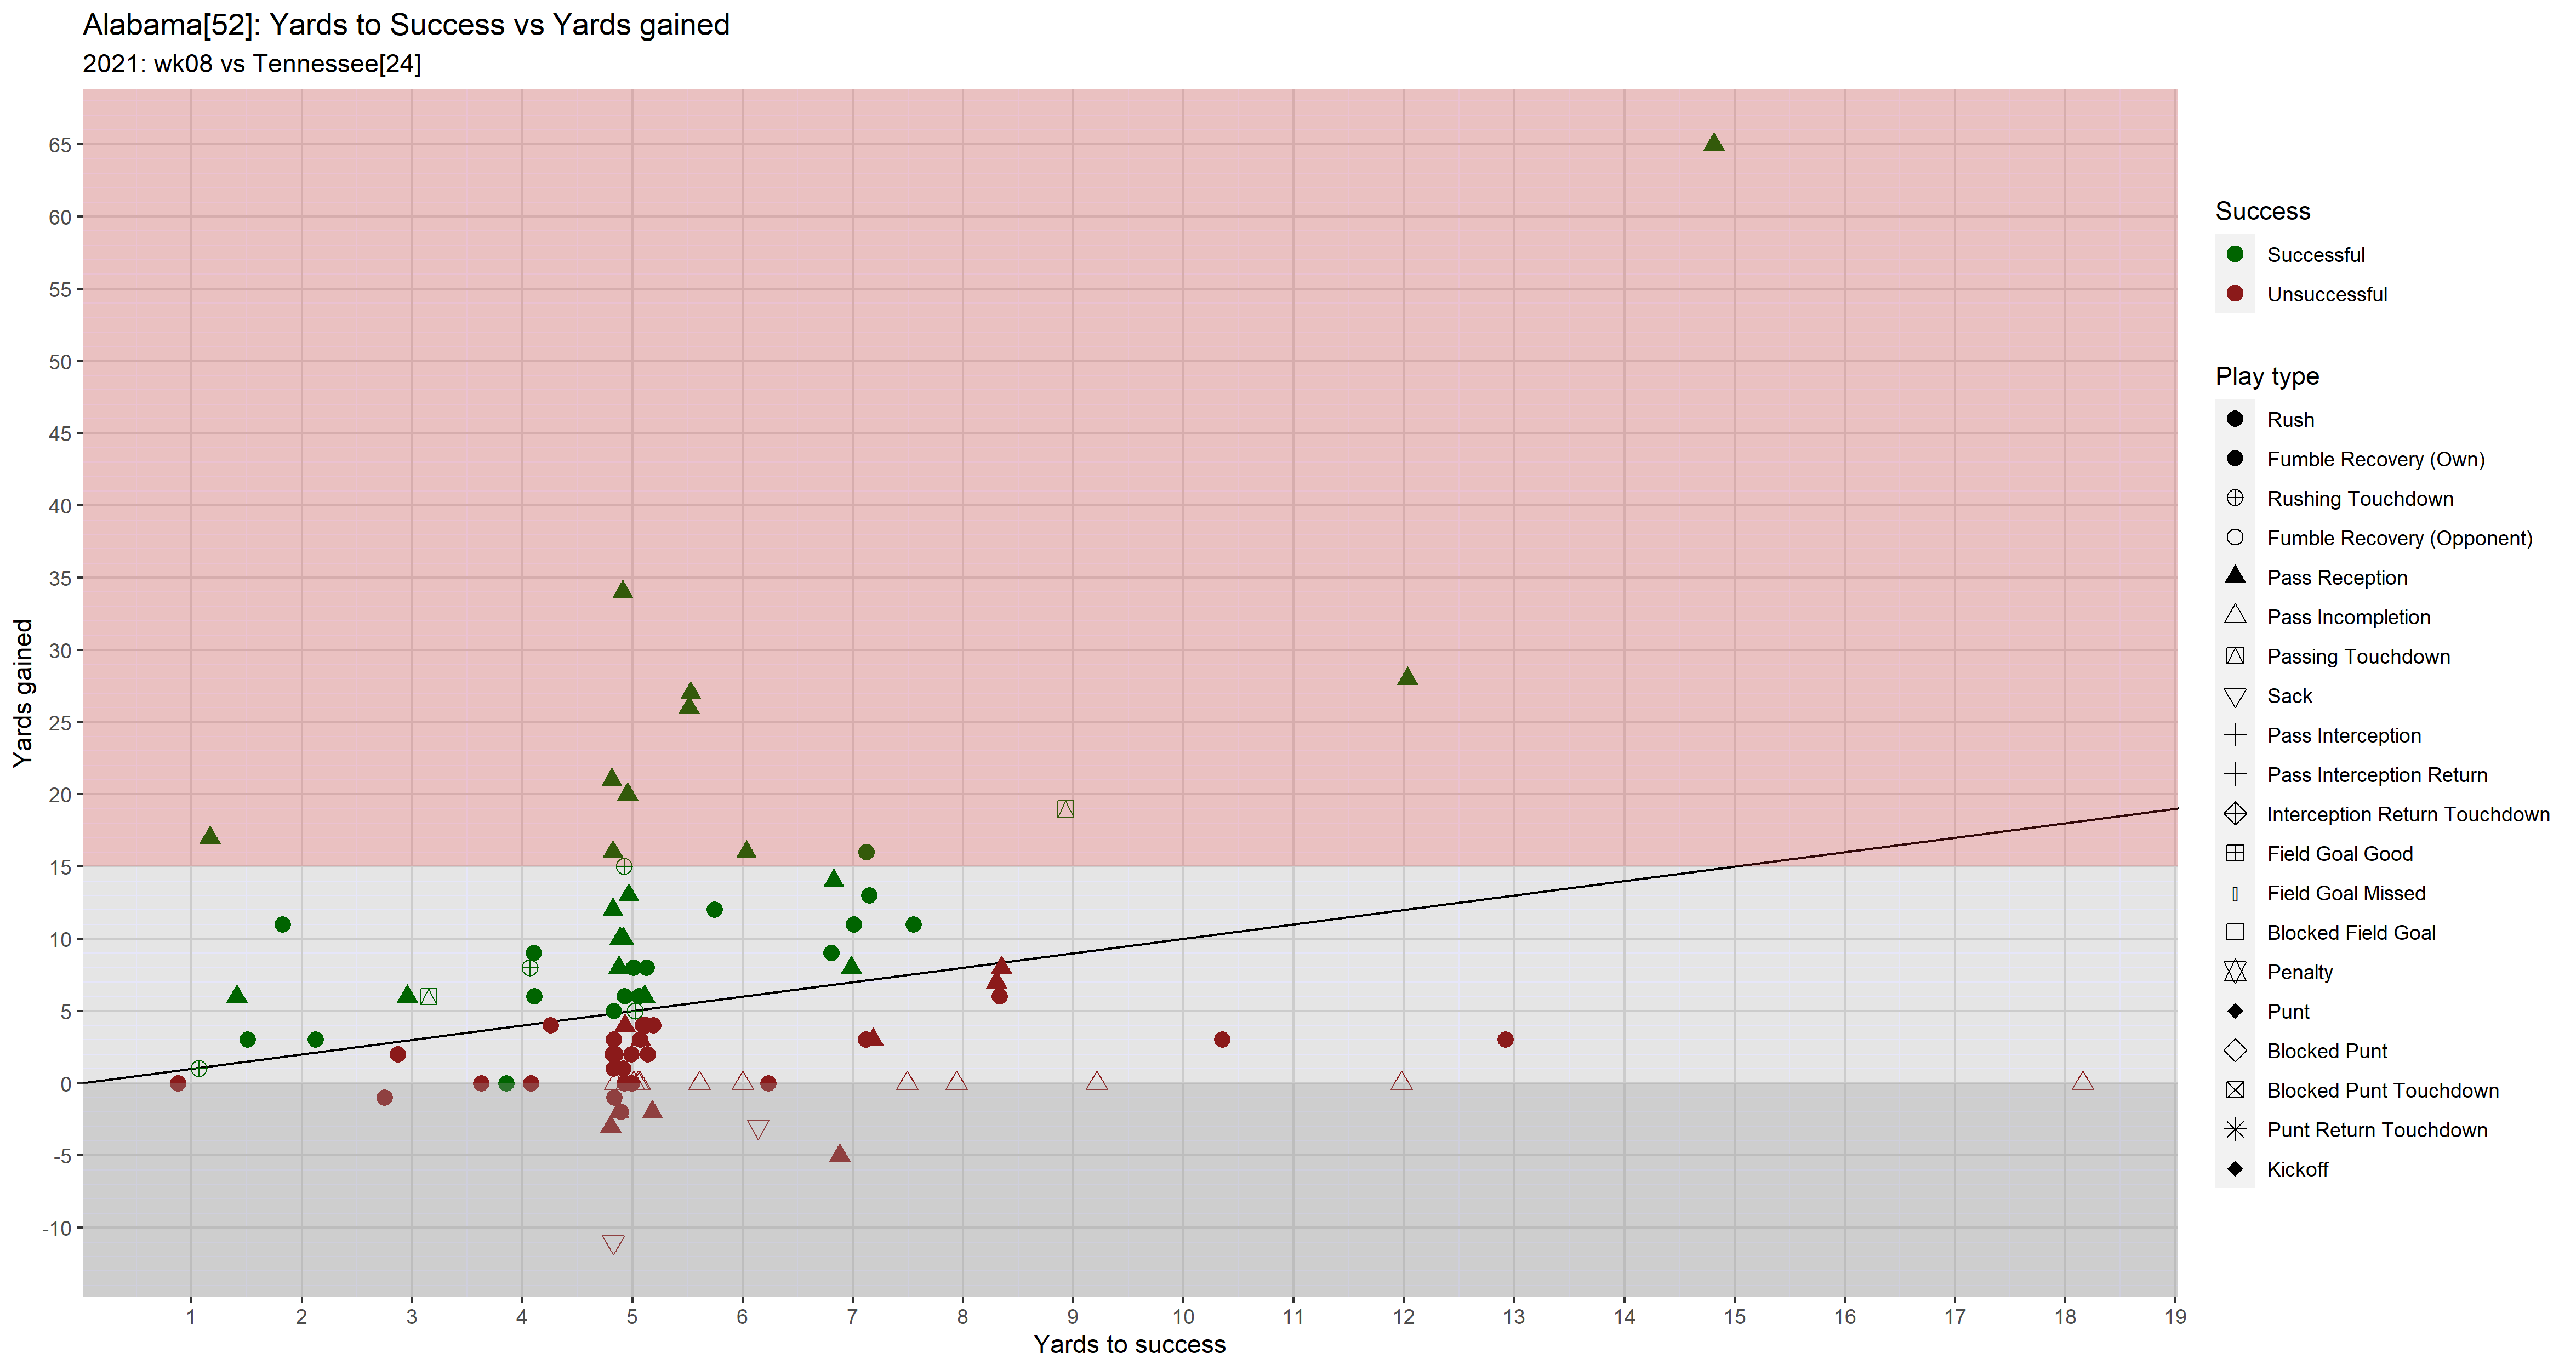 Alabama[52]: Yards to Success vs Yards gained
2021: wk08 vs Tennessee[24]
Yards gained
65
60
55
50
45
40
35
30
25
20
15
10
5
0
-5
-10
1 2 3 4 5 6 7 8 9 10 11 12 13 14 15 16 17 18 19
Yards to success
Success
Successful
Unsuccessful
Play type
Rush
Fumble Recovery (Own)
Rushing Touchdown
Fumble Recovery (Opponent)
Pass Reception
Pass Incompletion
Passing Touchdown
Sack
Pass Interception
Pass Interception Return
Interception Return Touchdown
Field Goal Good
Field Goal Missed
Blocked Field Goal
Penalty
Punt
Blocked Punt
Blocked Punt Touchdown
Punt Return Touchdown
Kickoff